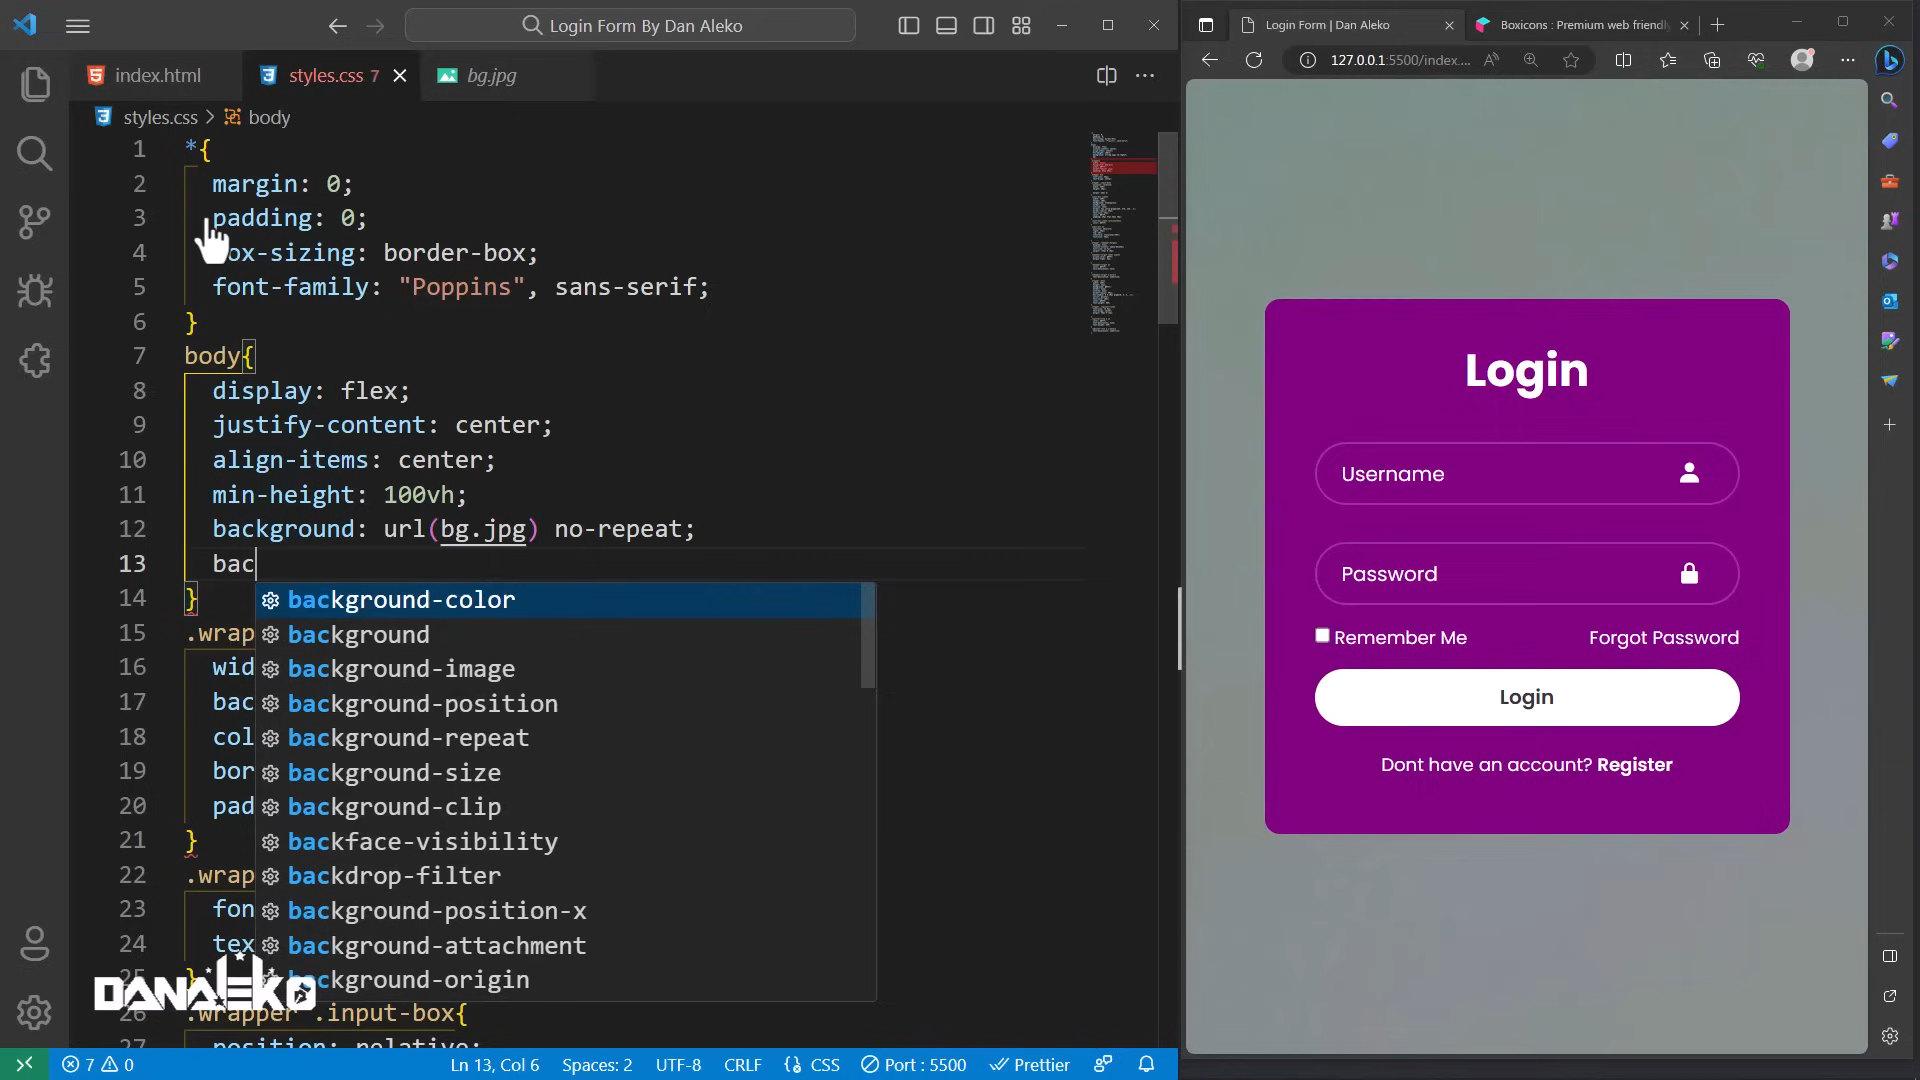 Login Form By Dan Aleko
index.html
styles.css 7
bg.jpg
styles.css > body
1 *{
2 margin: 0;
3 padding: 0;
4 ox-sizing: border-box;
5 font-family: "Poppins", sans-serif;
6 }
7 body{
8 display: flex;
9 justify-content: center;
10 align-items: center;
11 min-height: 100vh;
12 background: url(bg.jpg) no-repeat;
13 bac
14 }
background-color
15 .wrap
background
16 wid
background-image
17 bac
background-position
18 col
background-repeat
19 bor
background-size
20 pad
background-clip
21 }
backface-visibility
22 .wrap
backdrop-filter
23 fon
background-position-x
24 tex
background-attachment
25 }
background-origin
26 .wrapper .input-box{
27 position: relative;
DANALEKO
7 0
Ln 13, Col 6
Spaces: 2
UTF-8
CRLF
CSS
Port : 5500
Prettier
Login Form | Dan Aleko
Boxicons : Premium web friendly
127.0.0.1:5500/index....
Login
Username
Password
Remember Me
Forgot Password
Login
Dont have an account? Register